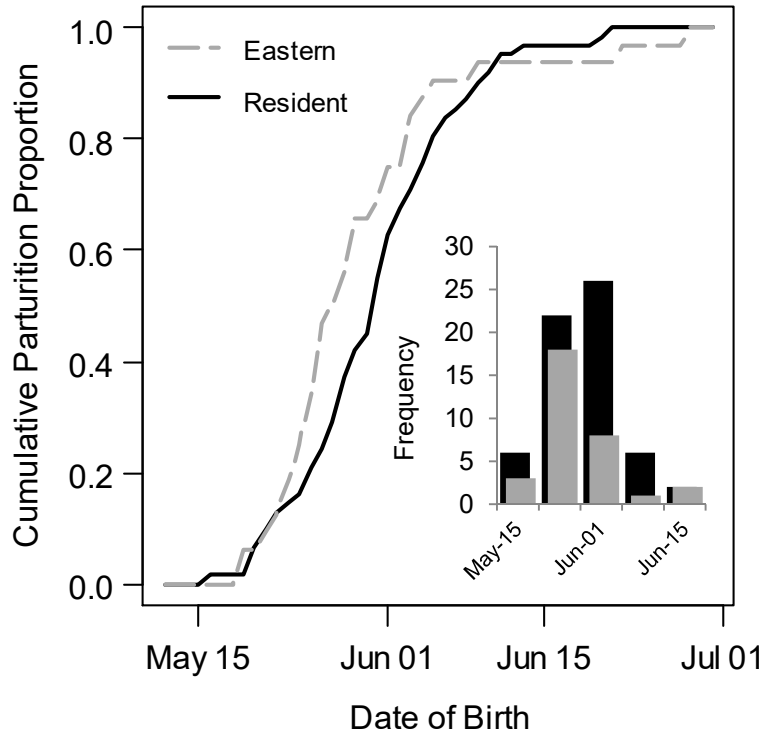 1.0
0.8
0.6
0.4
0.2
0.0
Cumulative Parturition Proportion
Eastern
Resident
30
25
20
15
10
5
0
Frequency
May-15
Jun-01
Jun-15
May 15
Jun 01
Jun 15
Jul 01
Date of Birth